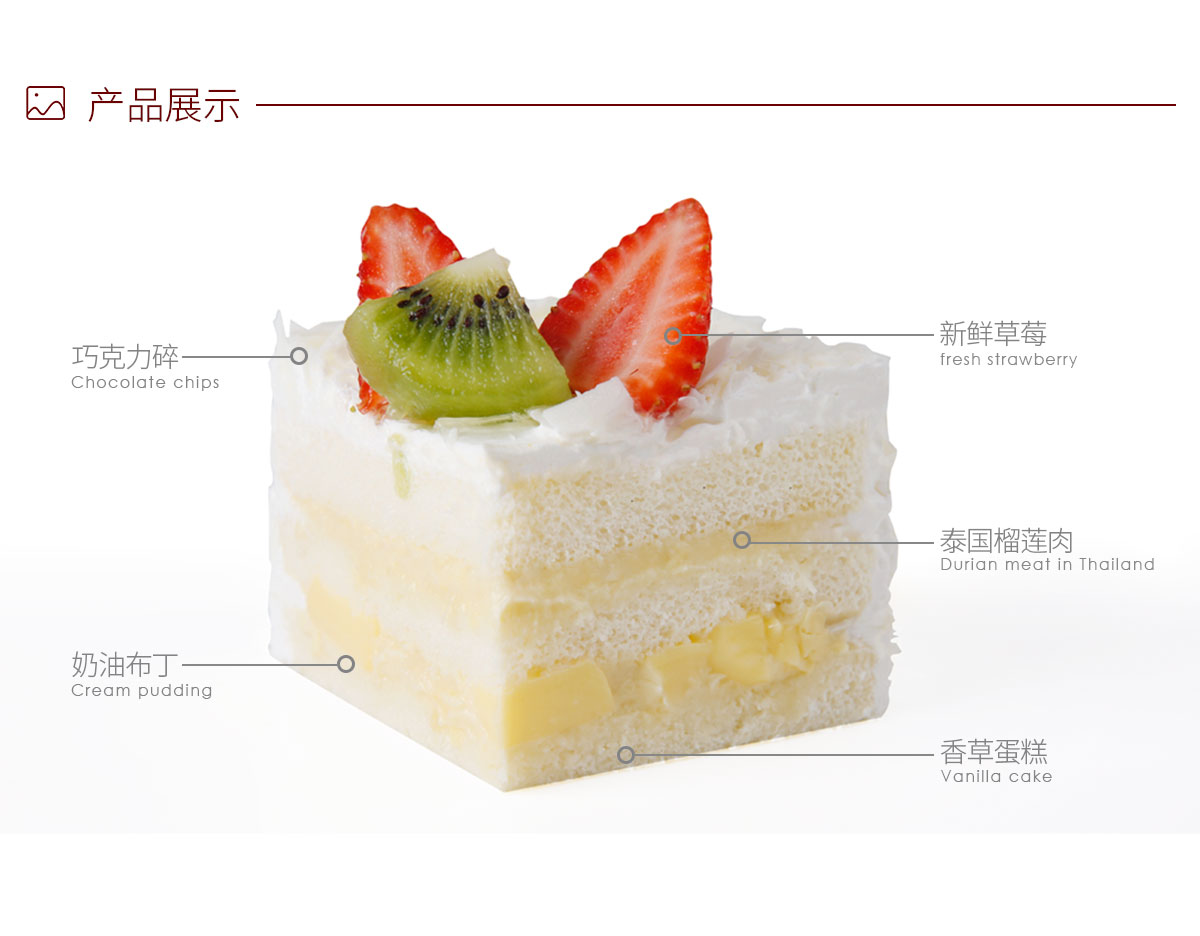 产品展示
巧克力碎
Chocolate chips
新鲜草莓
fresh strawberry
泰国榴莲肉
Durian meat in Thailand
奶油布丁
Cream pudding
香草蛋糕
Vanilla cake